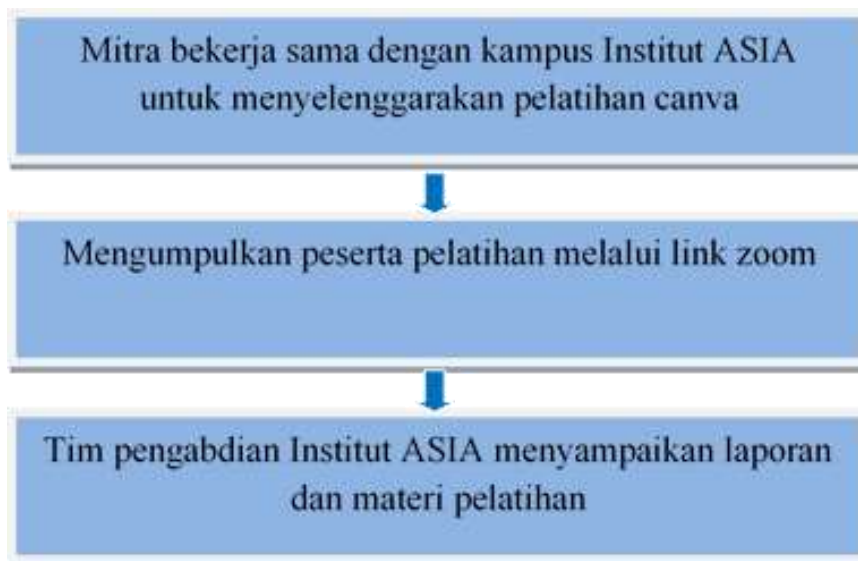 Mitra bekerja sama dengan kampus Institut ASIA
untuk menyelenggarakan pelatihan canva
Mengumpulkan peserta pelatihan melalui link zoom
Tim pengabdian Institut ASIA menyampaikan laporan
dan materi pelatihan